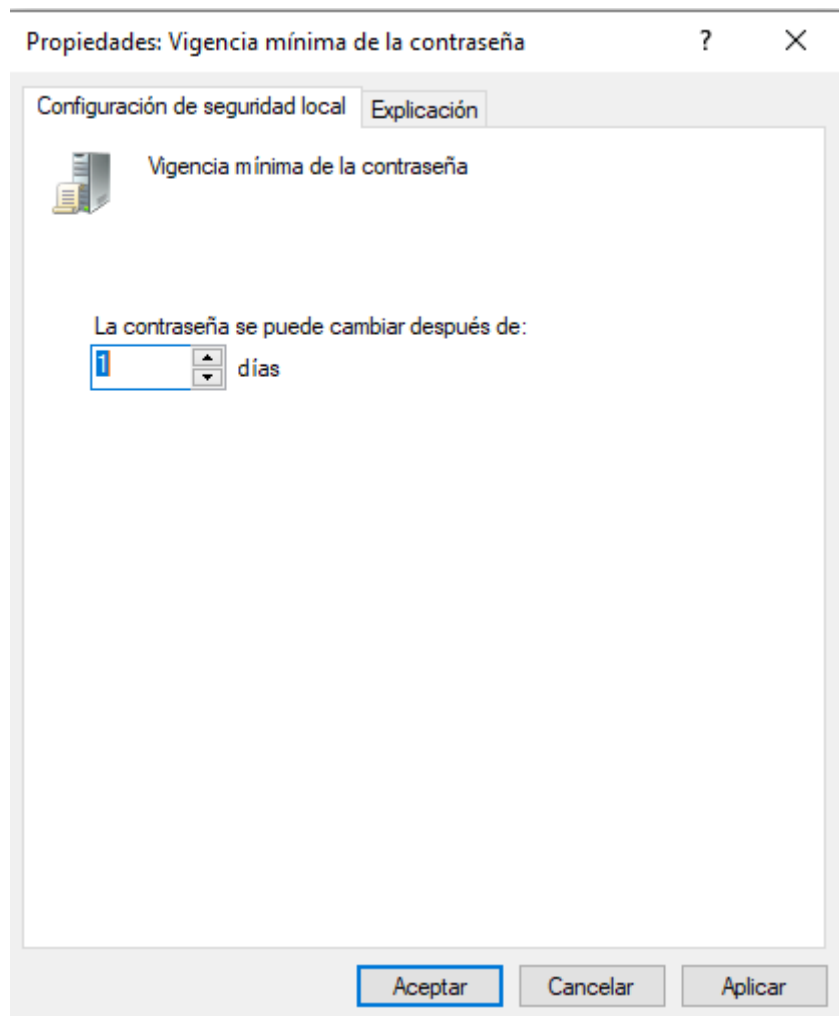 Propiedades: Vigencia mínima de la contraseña ?
Configuración de seguridad local Explicación
Vigencia mínima de la contraseña
La contraseña se puede cambiar después de:
1 días
Aceptar Cancelar Aplicar